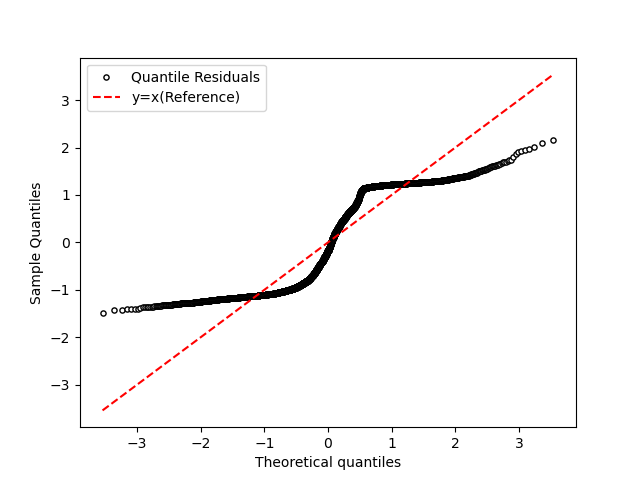 Quantile Residuals
y=x(Reference)
3
2
1
0
−1
−2
−3
Sample Quantiles
−3 −2 −1 0 1 2 3
Theoretical quantiles